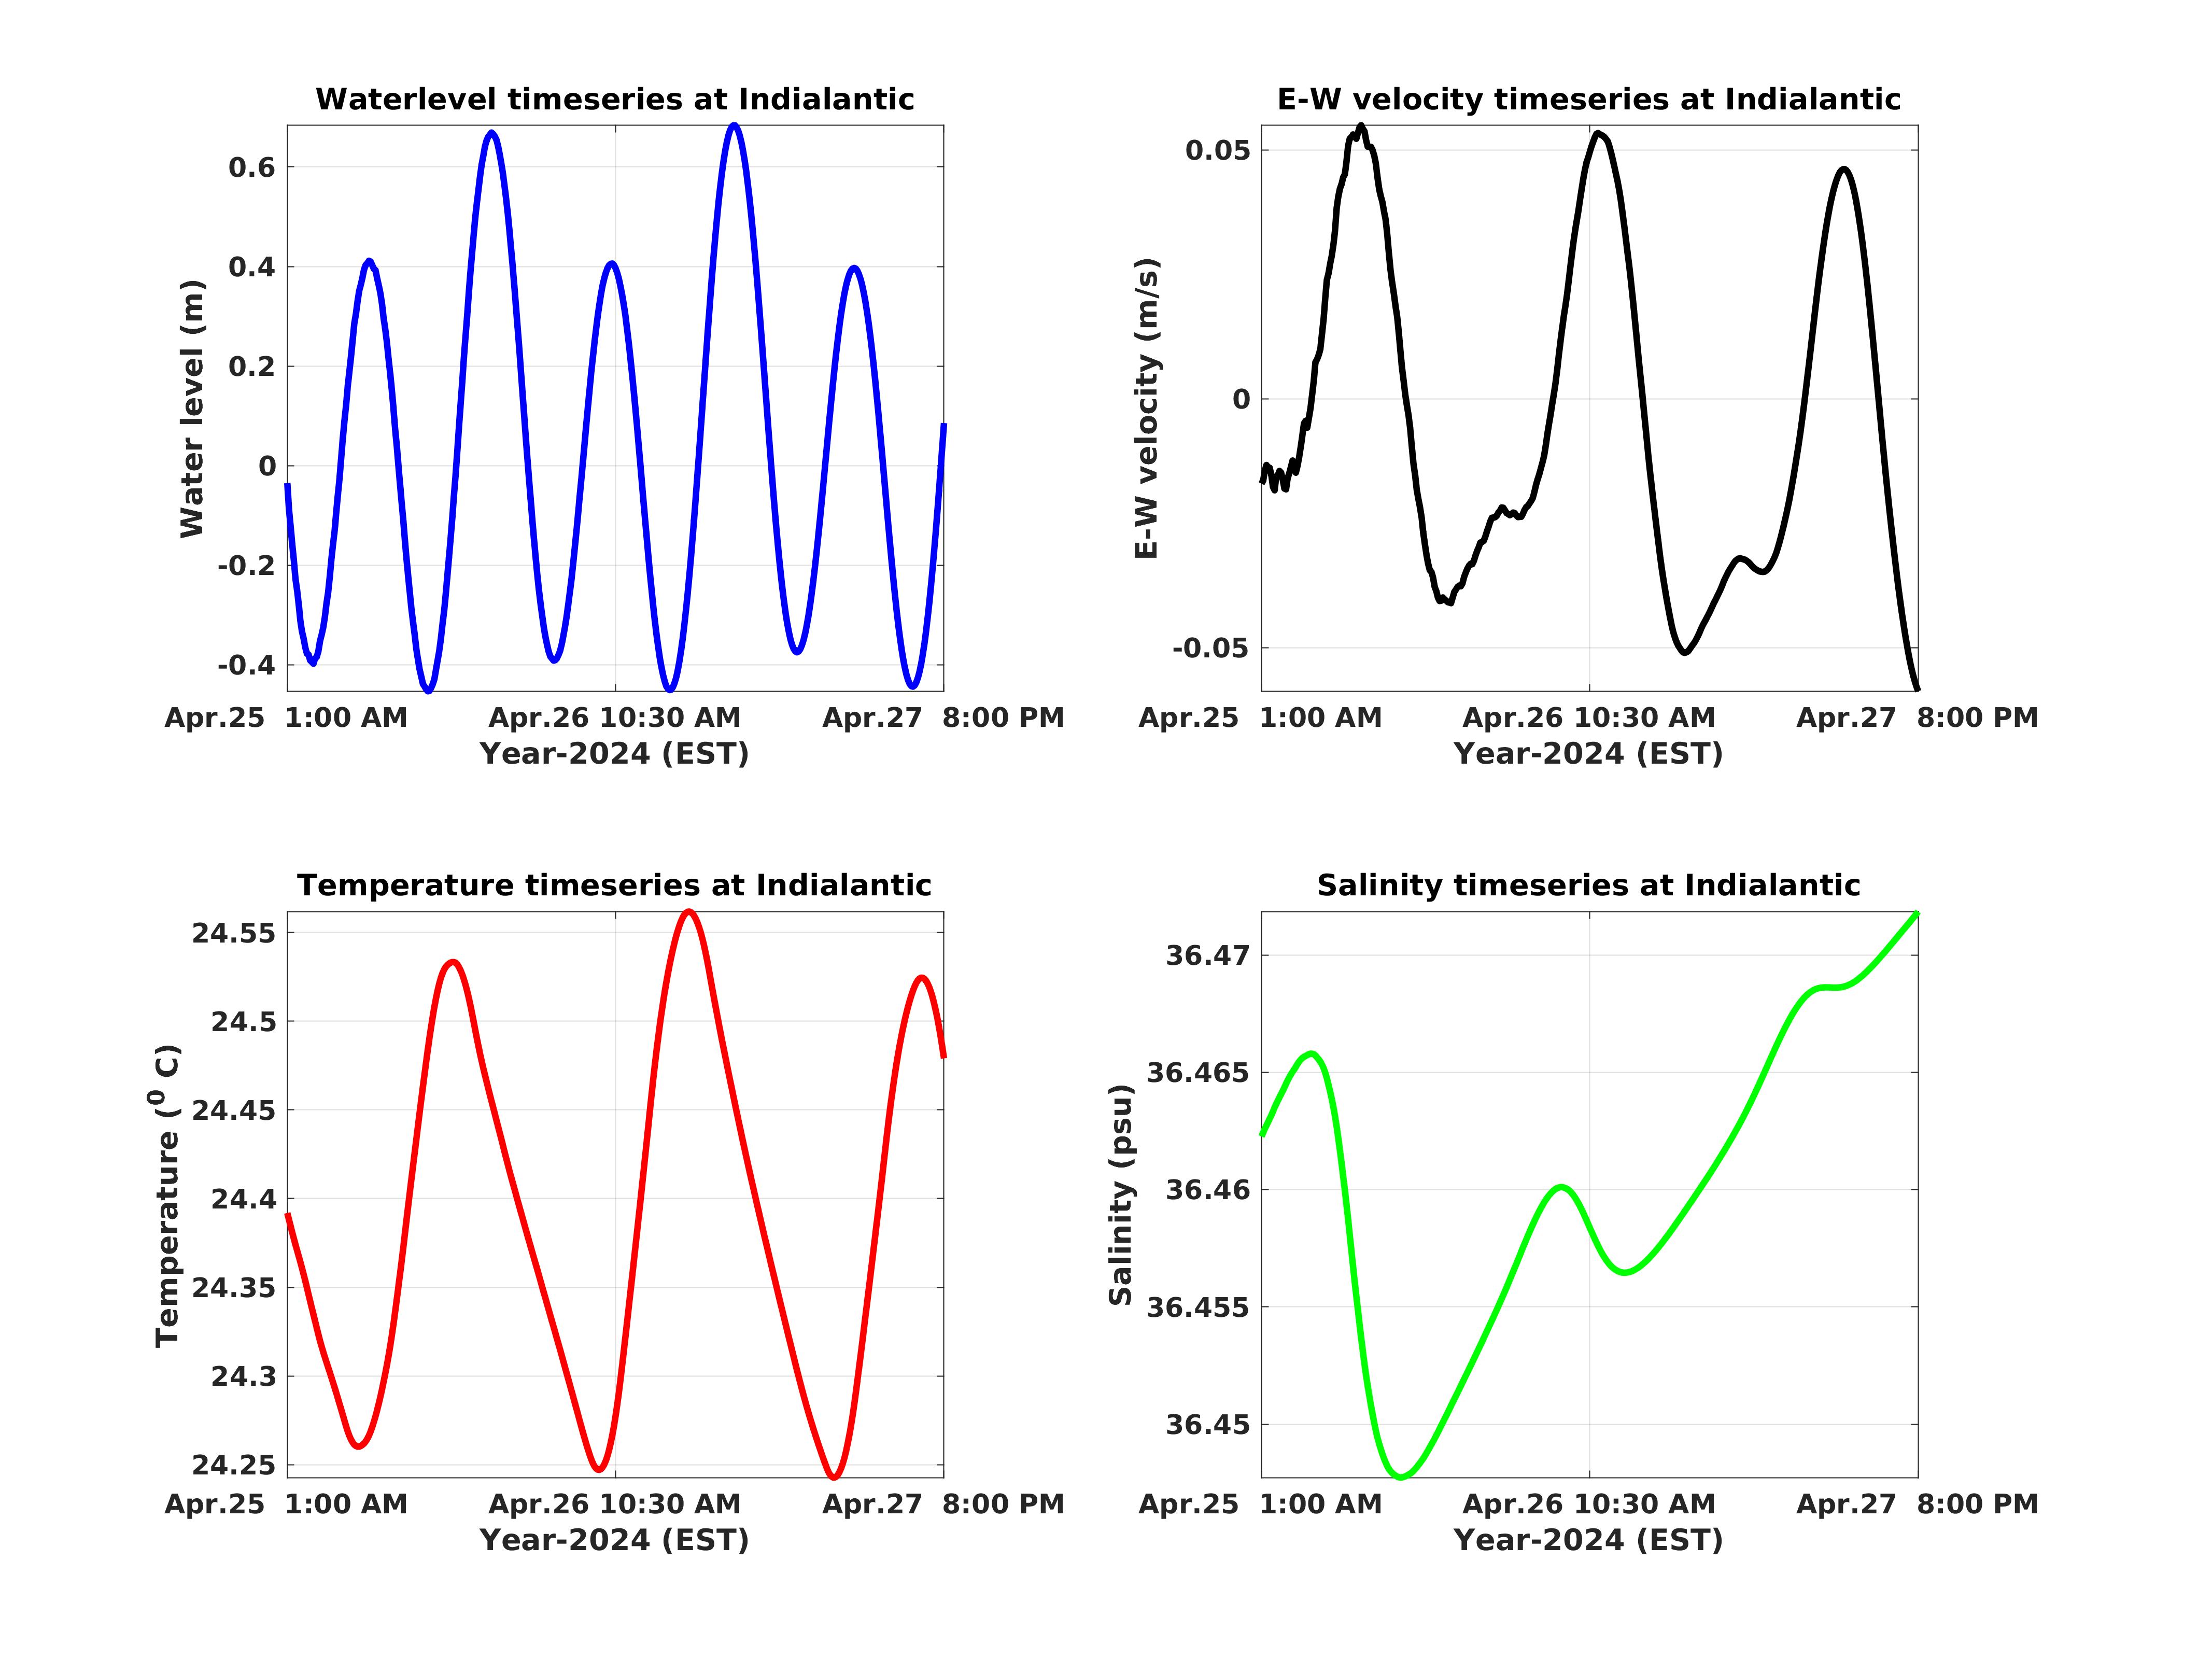 Waterlevel timeseries at Indialantic
0.6
0.4
0.2
0
-0.2
-0.4
Water level (m)
Apr.25 1:00 AM Apr.26 10:30 AM Apr.27 8:00 PM
Year-2024 (EST)
E-W velocity timeseries at Indialantic
0.05
0
-0.05
E-W velocity (m/s)
Apr.25 1:00 AM Apr.26 10:30 AM Apr.27 8:00 PM
Year-2024 (EST)
Temperature timeseries at Indialantic
24.55
24.5
24.45
24.4
24.35
24.3
24.25
Temperature (⁰ C)
Apr.25 1:00 AM Apr.26 10:30 AM Apr.27 8:00 PM
Year-2024 (EST)
Salinity timeseries at Indialantic
36.47
36.465
36.46
36.455
36.45
Salinity (psu)
Apr.25 1:00 AM Apr.26 10:30 AM Apr.27 8:00 PM
Year-2024 (EST)